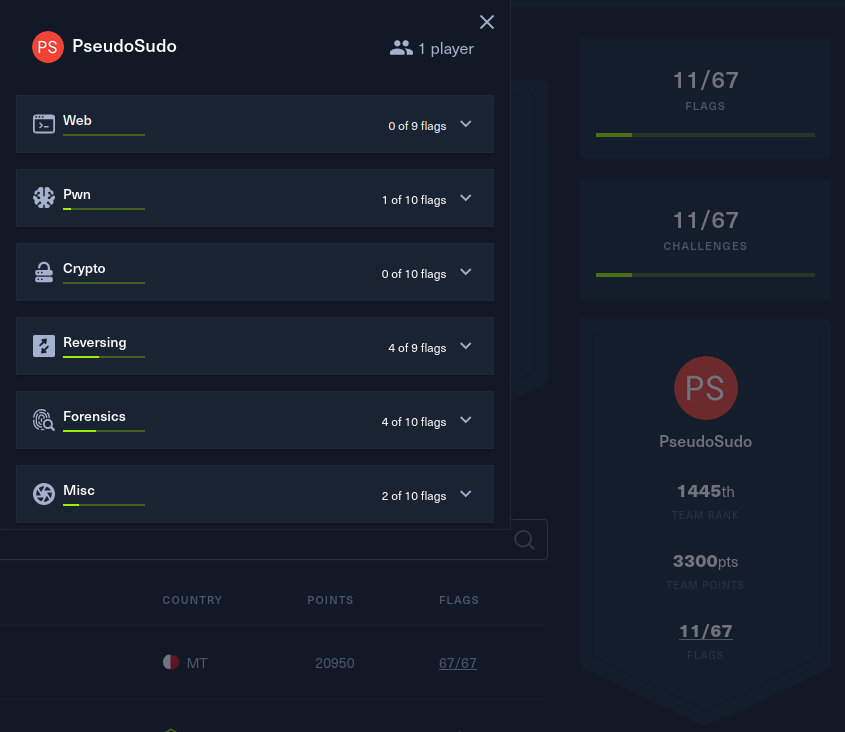 PS PseudoSudo
1 player
Web
0 of 9 flags
Pwn
1 of 10 flags
Crypto
0 of 10 flags
Reversing
4 of 9 flags
Forensics
4 of 10 flags
Misc
2 of 10 flags
COUNTRY POINTS FLAGS
MT 20950 67/67
11/67
FLAGS
11/67
CHALLENGES
PS
PseudoSudo
1445th
TEAM RANK
3300pts
TEAM POINTS
11/67
FLAGS